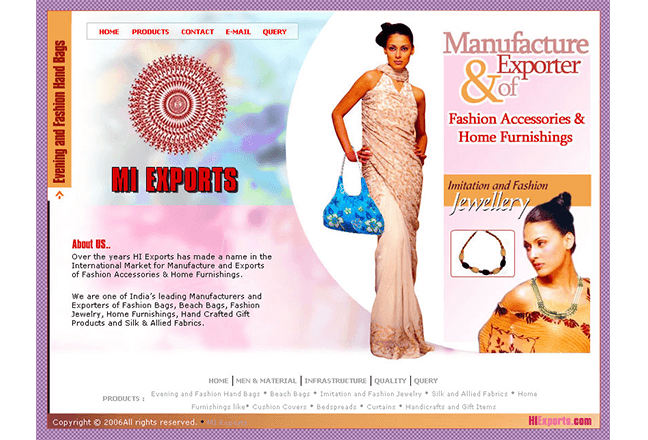 HOME PRODUCTS CONTACT E-MAIL QUERY
Evening and Fashion Hand Bags
MI EXPORTS
Manufacture
& Exporter
of
Fashion Accessories &
Home Furnishings
Imitation and Fashion
Jewellery
About US..
Over the years HI Exports has made a name in the
International Market for Manufacture and Exports
of Fashion Accessories & Home Furnishings.
We are one of India's leading Manufacturers and
Exporters of Fashion Bags, Beach Bags, Fashion
Jewelry, Home Furnishings, Hand Crafted Gift
Products and Silk & Allied Fabrics.
HOME | MEN & MATERIAL | INFRASTRUCTURE | QUALITY | QUERY
PRODUCTS : Evening and Fashion Hand Bags * Beach Bags * Imitation and Fashion Jewelry * Silk and Allied Fabrics * Home
Furnishings like* Cushion Covers * Bedspreads * Curtains * Handicrafts and Gift Items
Copyright © 2006All rights reserved. * HI Exports
HIExports.com